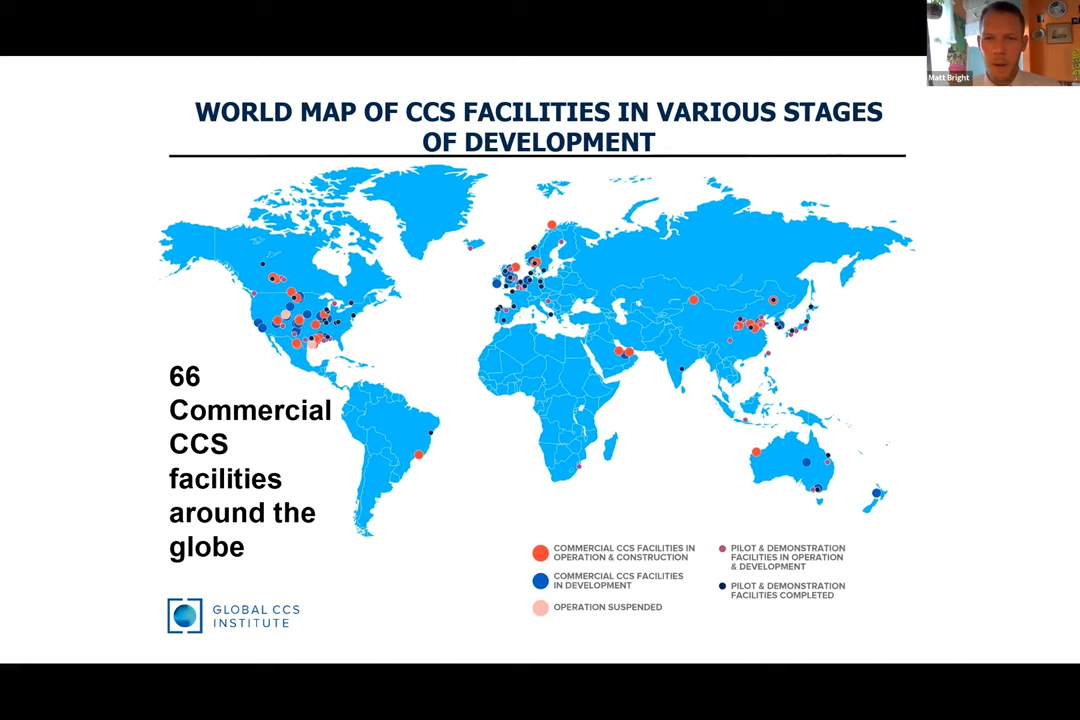 Matt Bright
WORLD MAP OF CCS FACILITIES IN VARIOUS STAGES
OF DEVELOPMENT
66
Commercial
CCS
facilities
around the
globe
COMMERCIAL CCS FACILITIES IN
OPERATION & CONSTRUCTION
COMMERCIAL CCS FACILITIES
IN DEVELOPMENT
OPERATION SUSPENDED
PILOT & DEMONSTRATION
FACILITIES IN OPERATION
& DEVELOPMENT
PILOT & DEMONSTRATION
FACILITIES COMPLETED
GLOBAL CCS
INSTITUTE